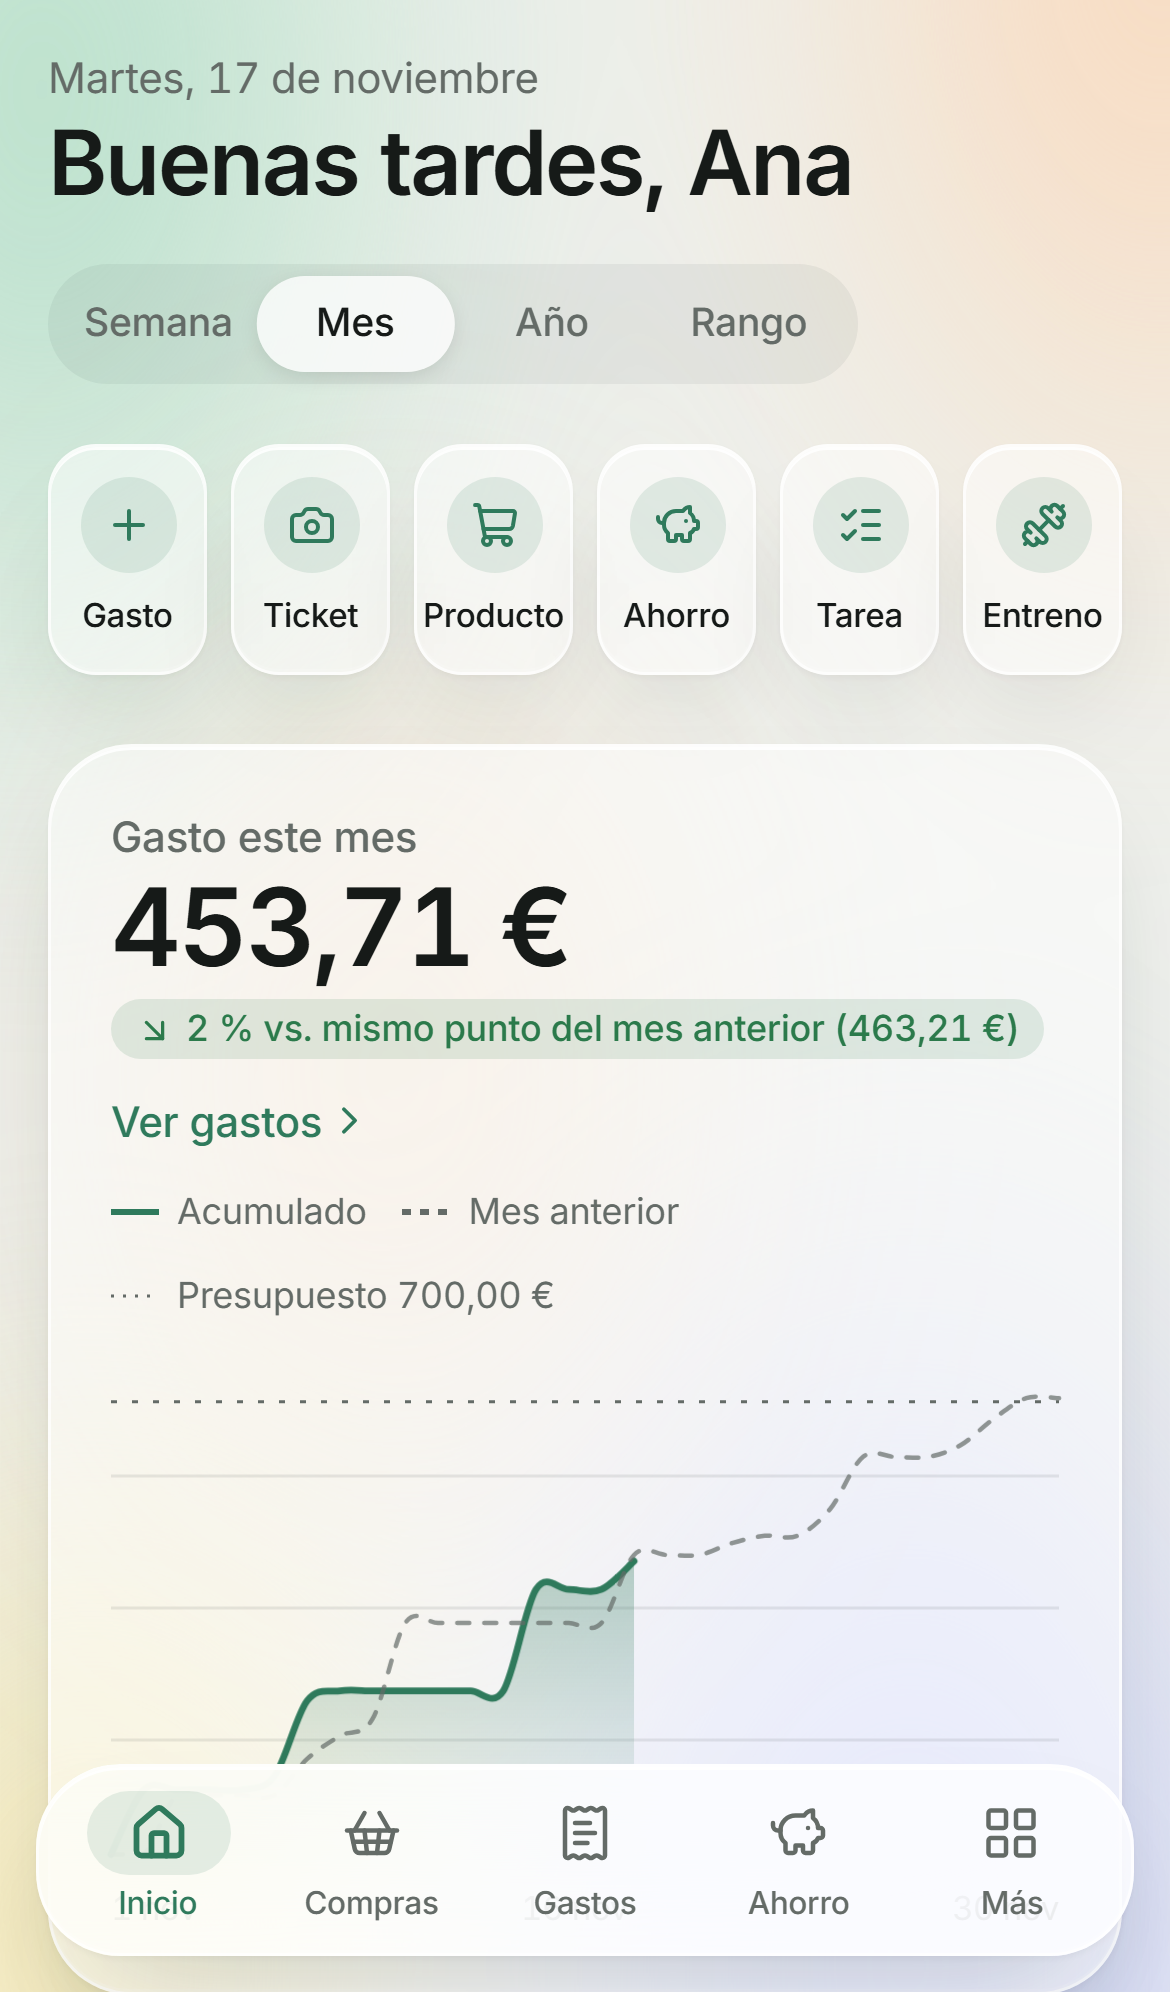 Martes, 17 de noviembre
Buenas tardes, Ana
Semana Mes Año Rango
Gasto Ticket Producto Ahorro Tarea Entreno
Gasto este mes
453,71 €
2 % vs. mismo punto del mes anterior (463,21 €)
Ver gastos
Acumulado Mes anterior
Presupuesto 700,00 €
Inicio Compras Gastos Ahorro Más